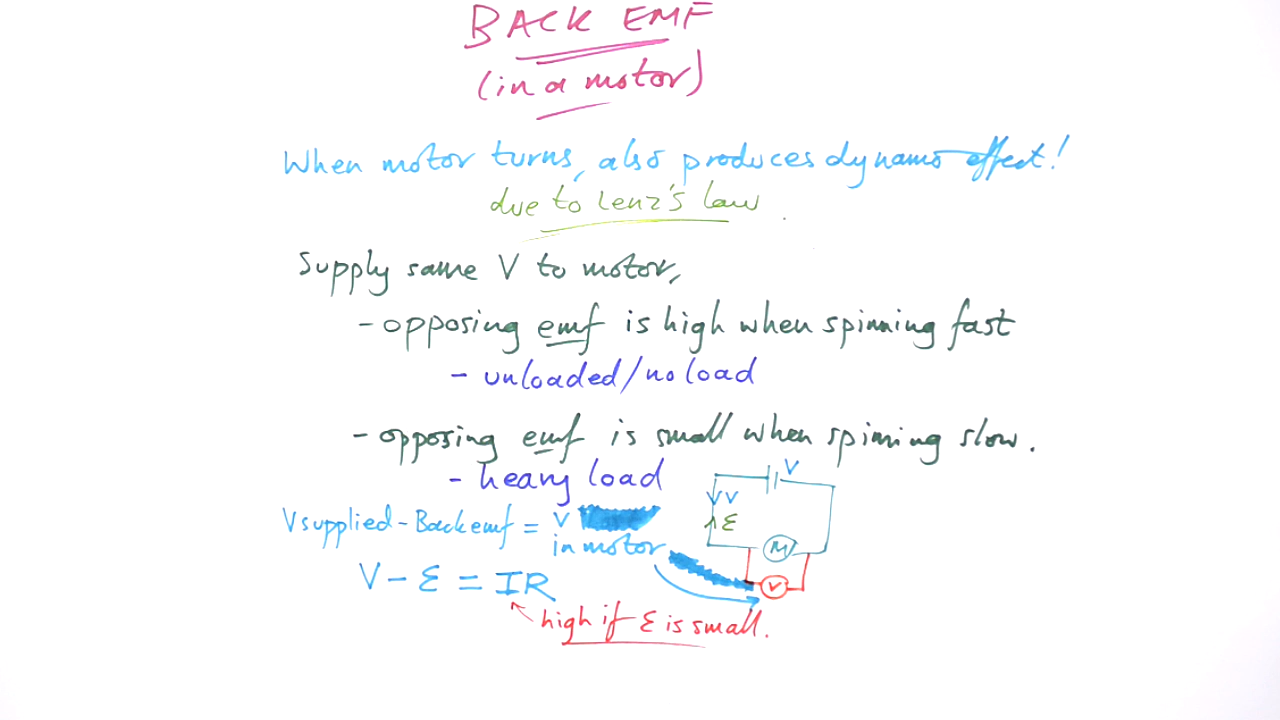 BACK EMF
(in a motor)
When motor turns, also produces dynamo effect!
due to Lenz's law
Supply same V to motor,
- opposing emf is high when spinning fast
- unloaded/no load
- opposing emf is small when spinning slow.
- heavy load
V
V
ε
M
V
V supplied - Back emf = V
in motor
V - ε = IR
high if ε is small.